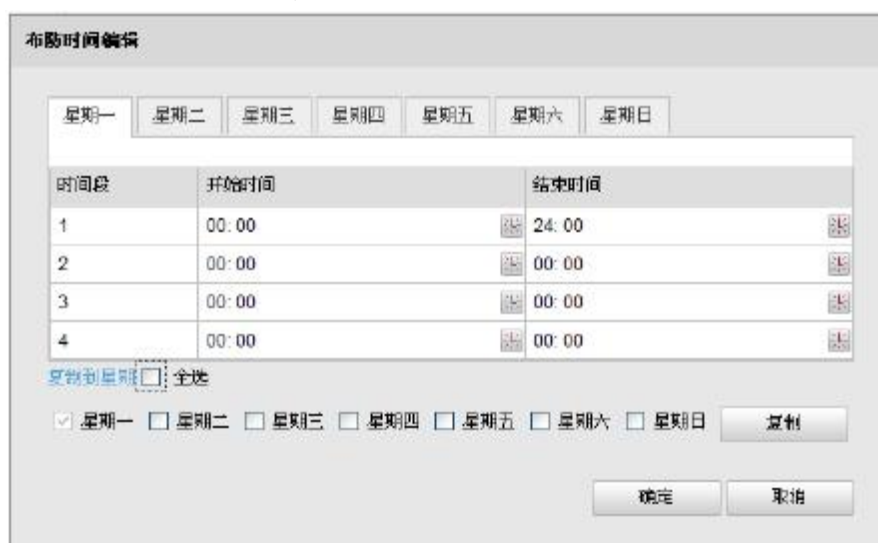 布防时间编辑
星期一 星期二 星期三 星期四 星期五 星期六 星期日
时间段 开始时间 结束时间
1 00:00 24:00
2 00:00 00:00
3 00:00 00:00
4 00:00 00:00
复制到星期 全选
星期一 星期二 星期三 星期四 星期五 星期六 星期日 复制
确定 取消